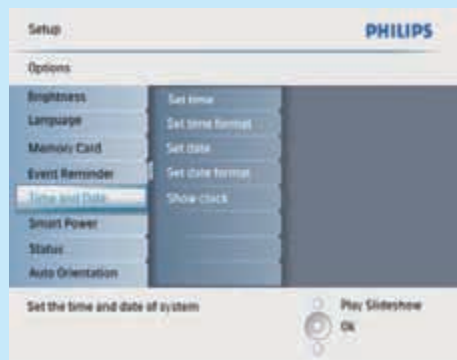 Setup
PHILIPS
Options
Brightness
Language
Memory Card
Event Reminder
Time and Date
Smart Power
Status
Auto Orientation
Set time
Set time format
Set date
Set date format
Show clock
Set the time and date of system
Play Slideshow
Ok